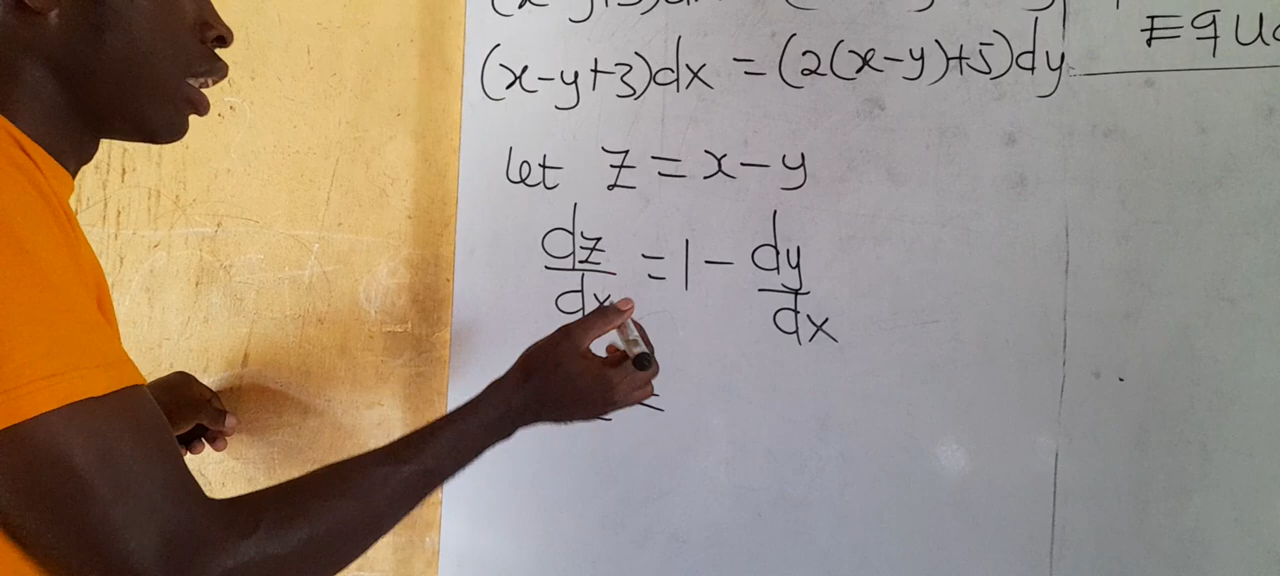 (x-y+3)dx = (2(x-y)+5)dy
let z = x-y
dz/dx = 1 - dy/dx